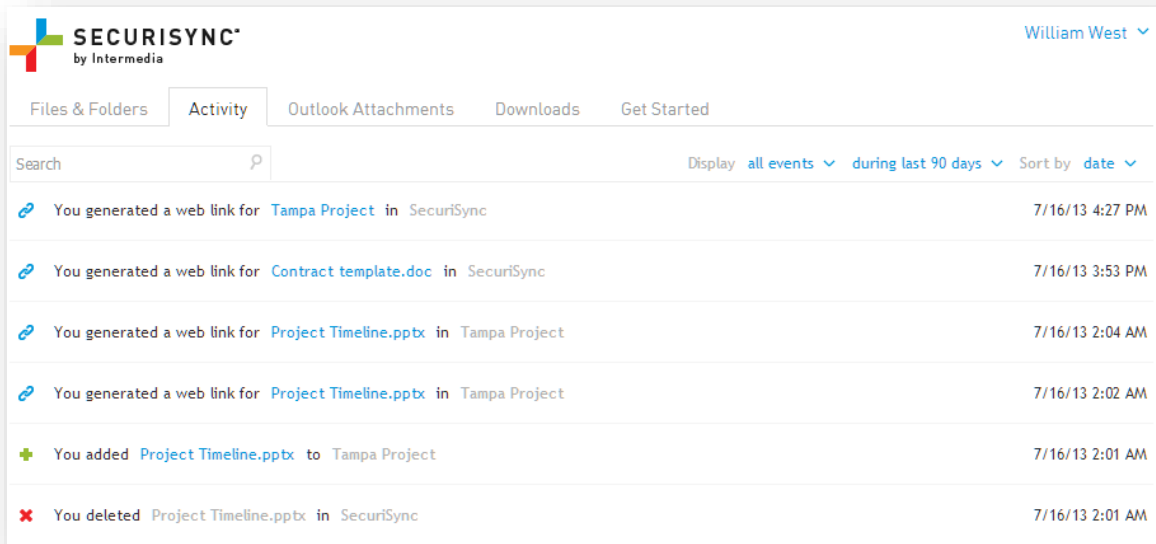 SECURISYNC
by Intermedia
William West
Files & Folders Activity Outlook Attachments Downloads Get Started
Search Display all events during last 90 days Sort by date
You generated a web link for Tampa Project in SecuriSync 7/16/13 4:27 PM
You generated a web link for Contract template.doc in SecuriSync 7/16/13 3:53 PM
You generated a web link for Project Timeline.pptx in Tampa Project 7/16/13 2:04 AM
You generated a web link for Project Timeline.pptx in Tampa Project 7/16/13 2:02 AM
You added Project Timeline.pptx to Tampa Project 7/16/13 2:01 AM
You deleted Project Timeline.pptx in SecuriSync 7/16/13 2:01 AM